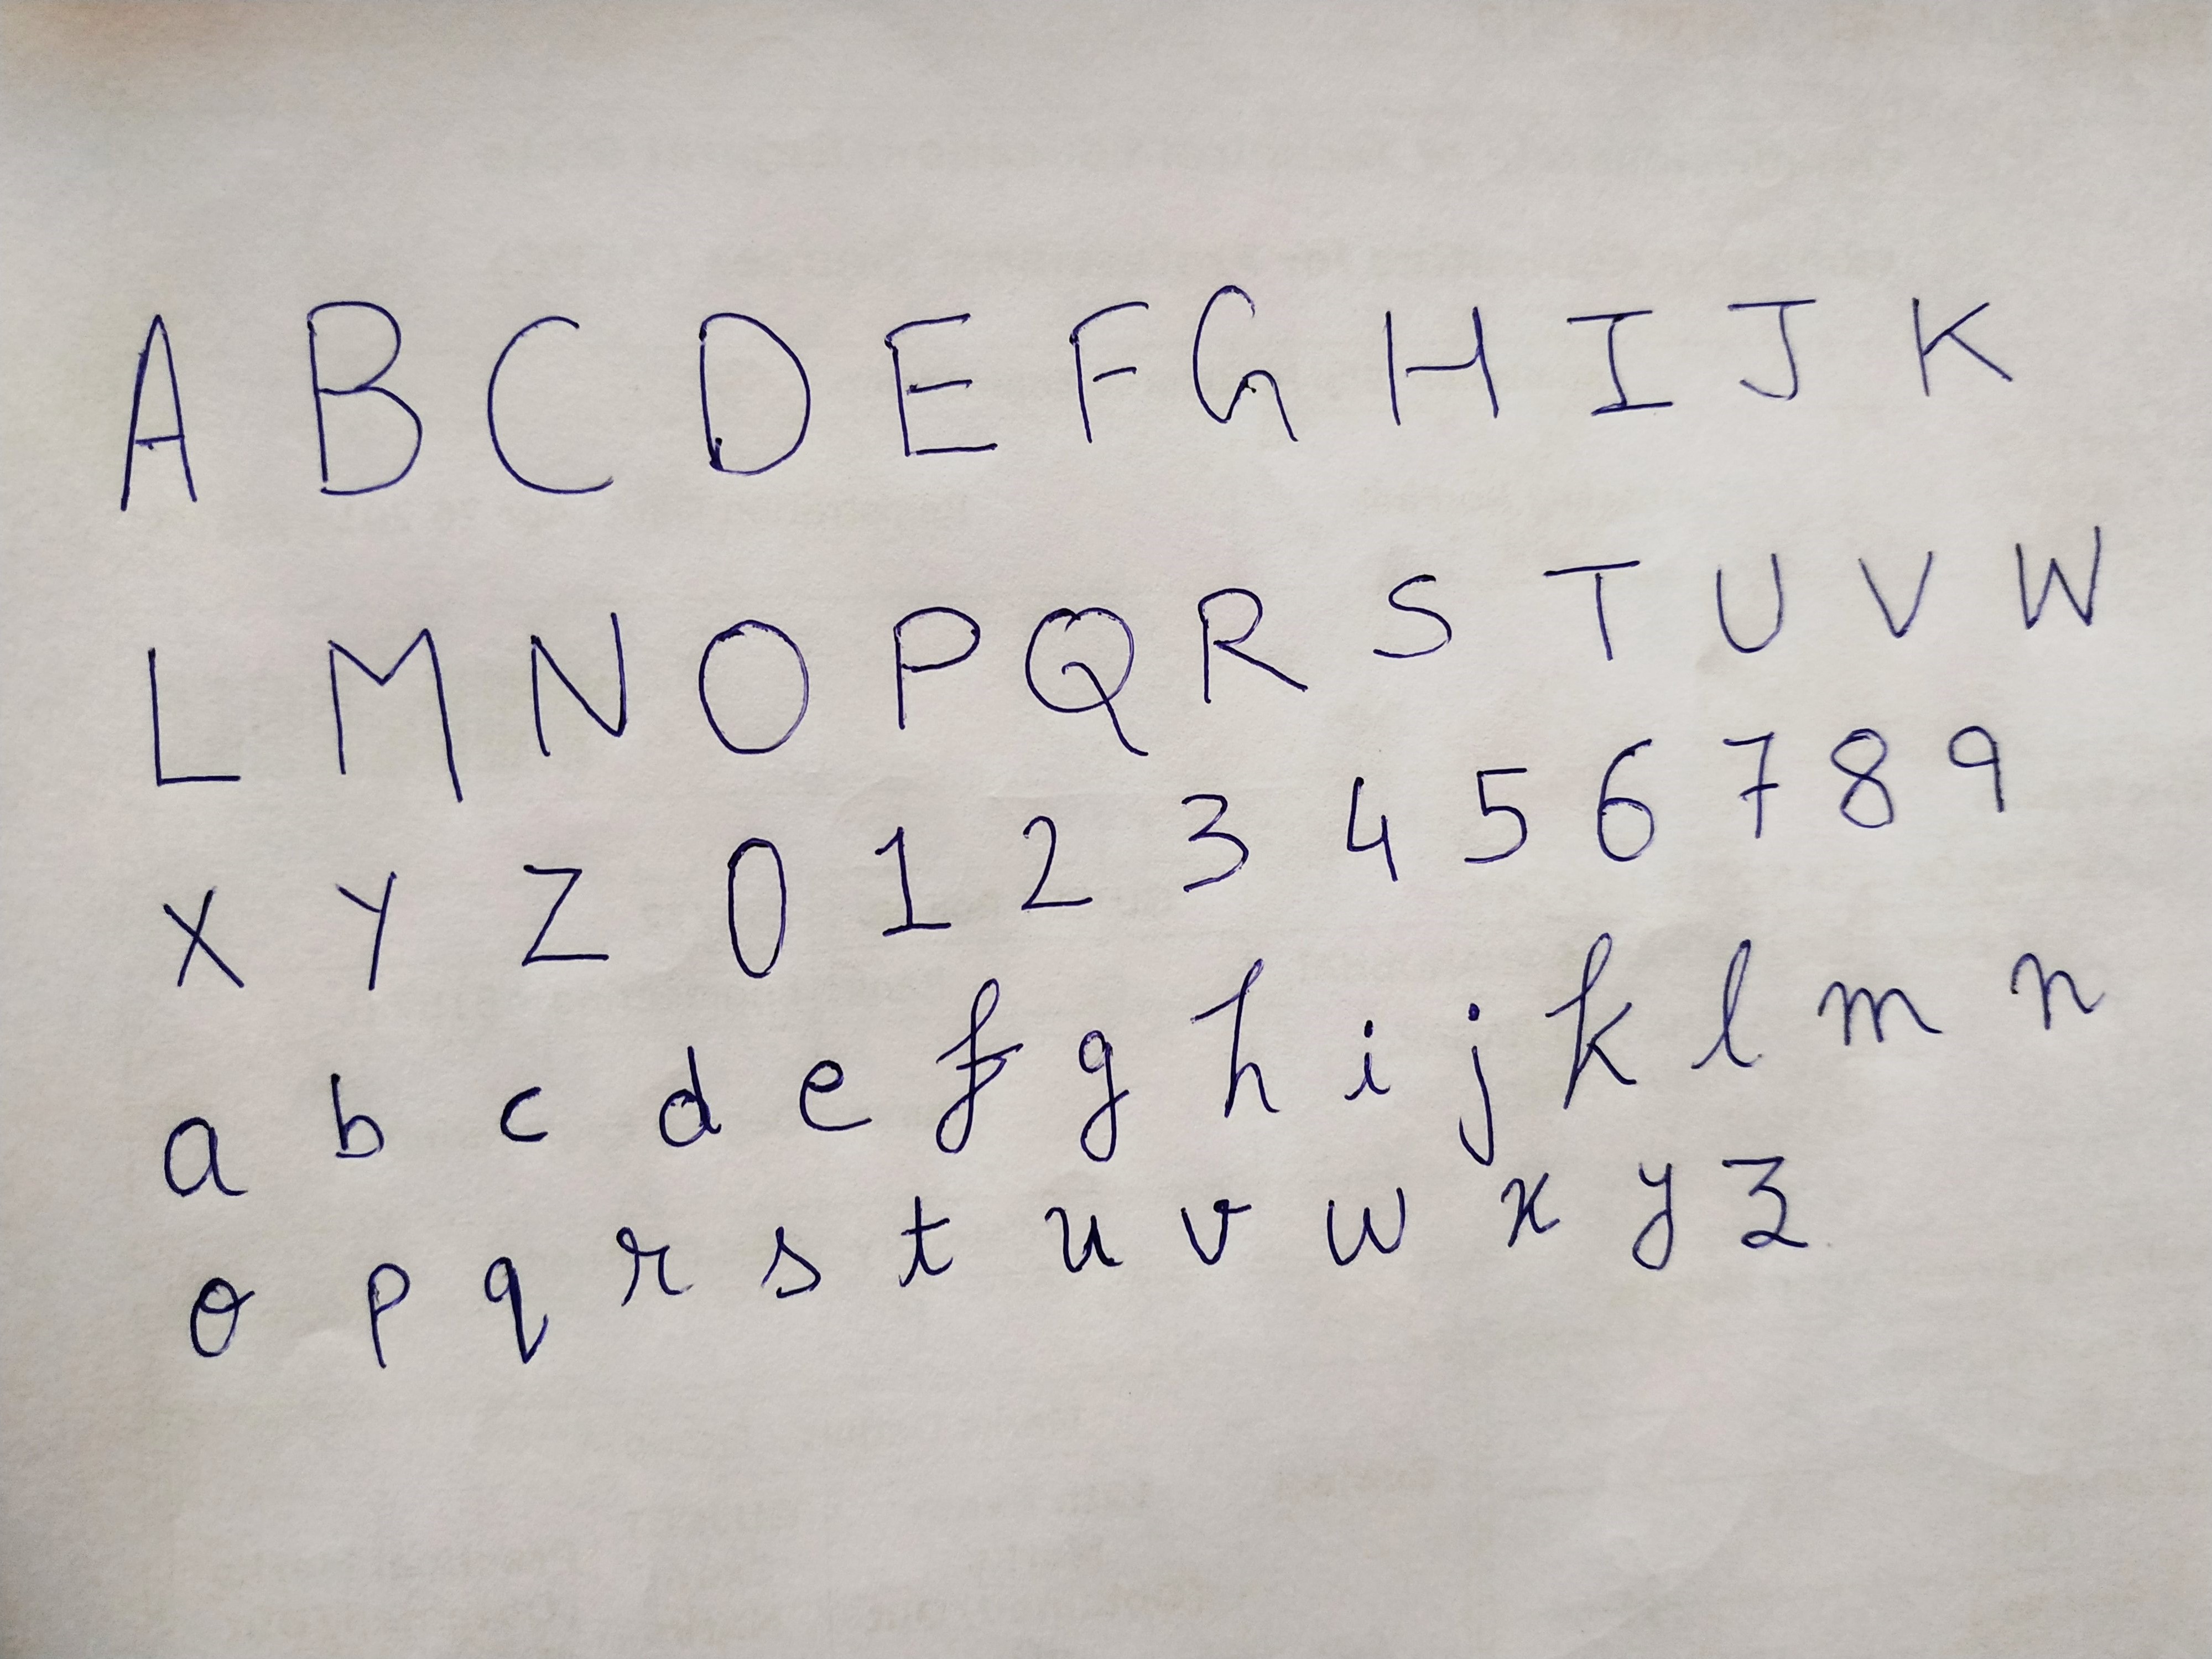 A B C D E F G H I J K
L M N O P Q R S T U V W
X Y Z 0 1 2 3 4 5 6 7 8 9
a b c d e f g h i j k l m n
o p q r s t u v w x y z